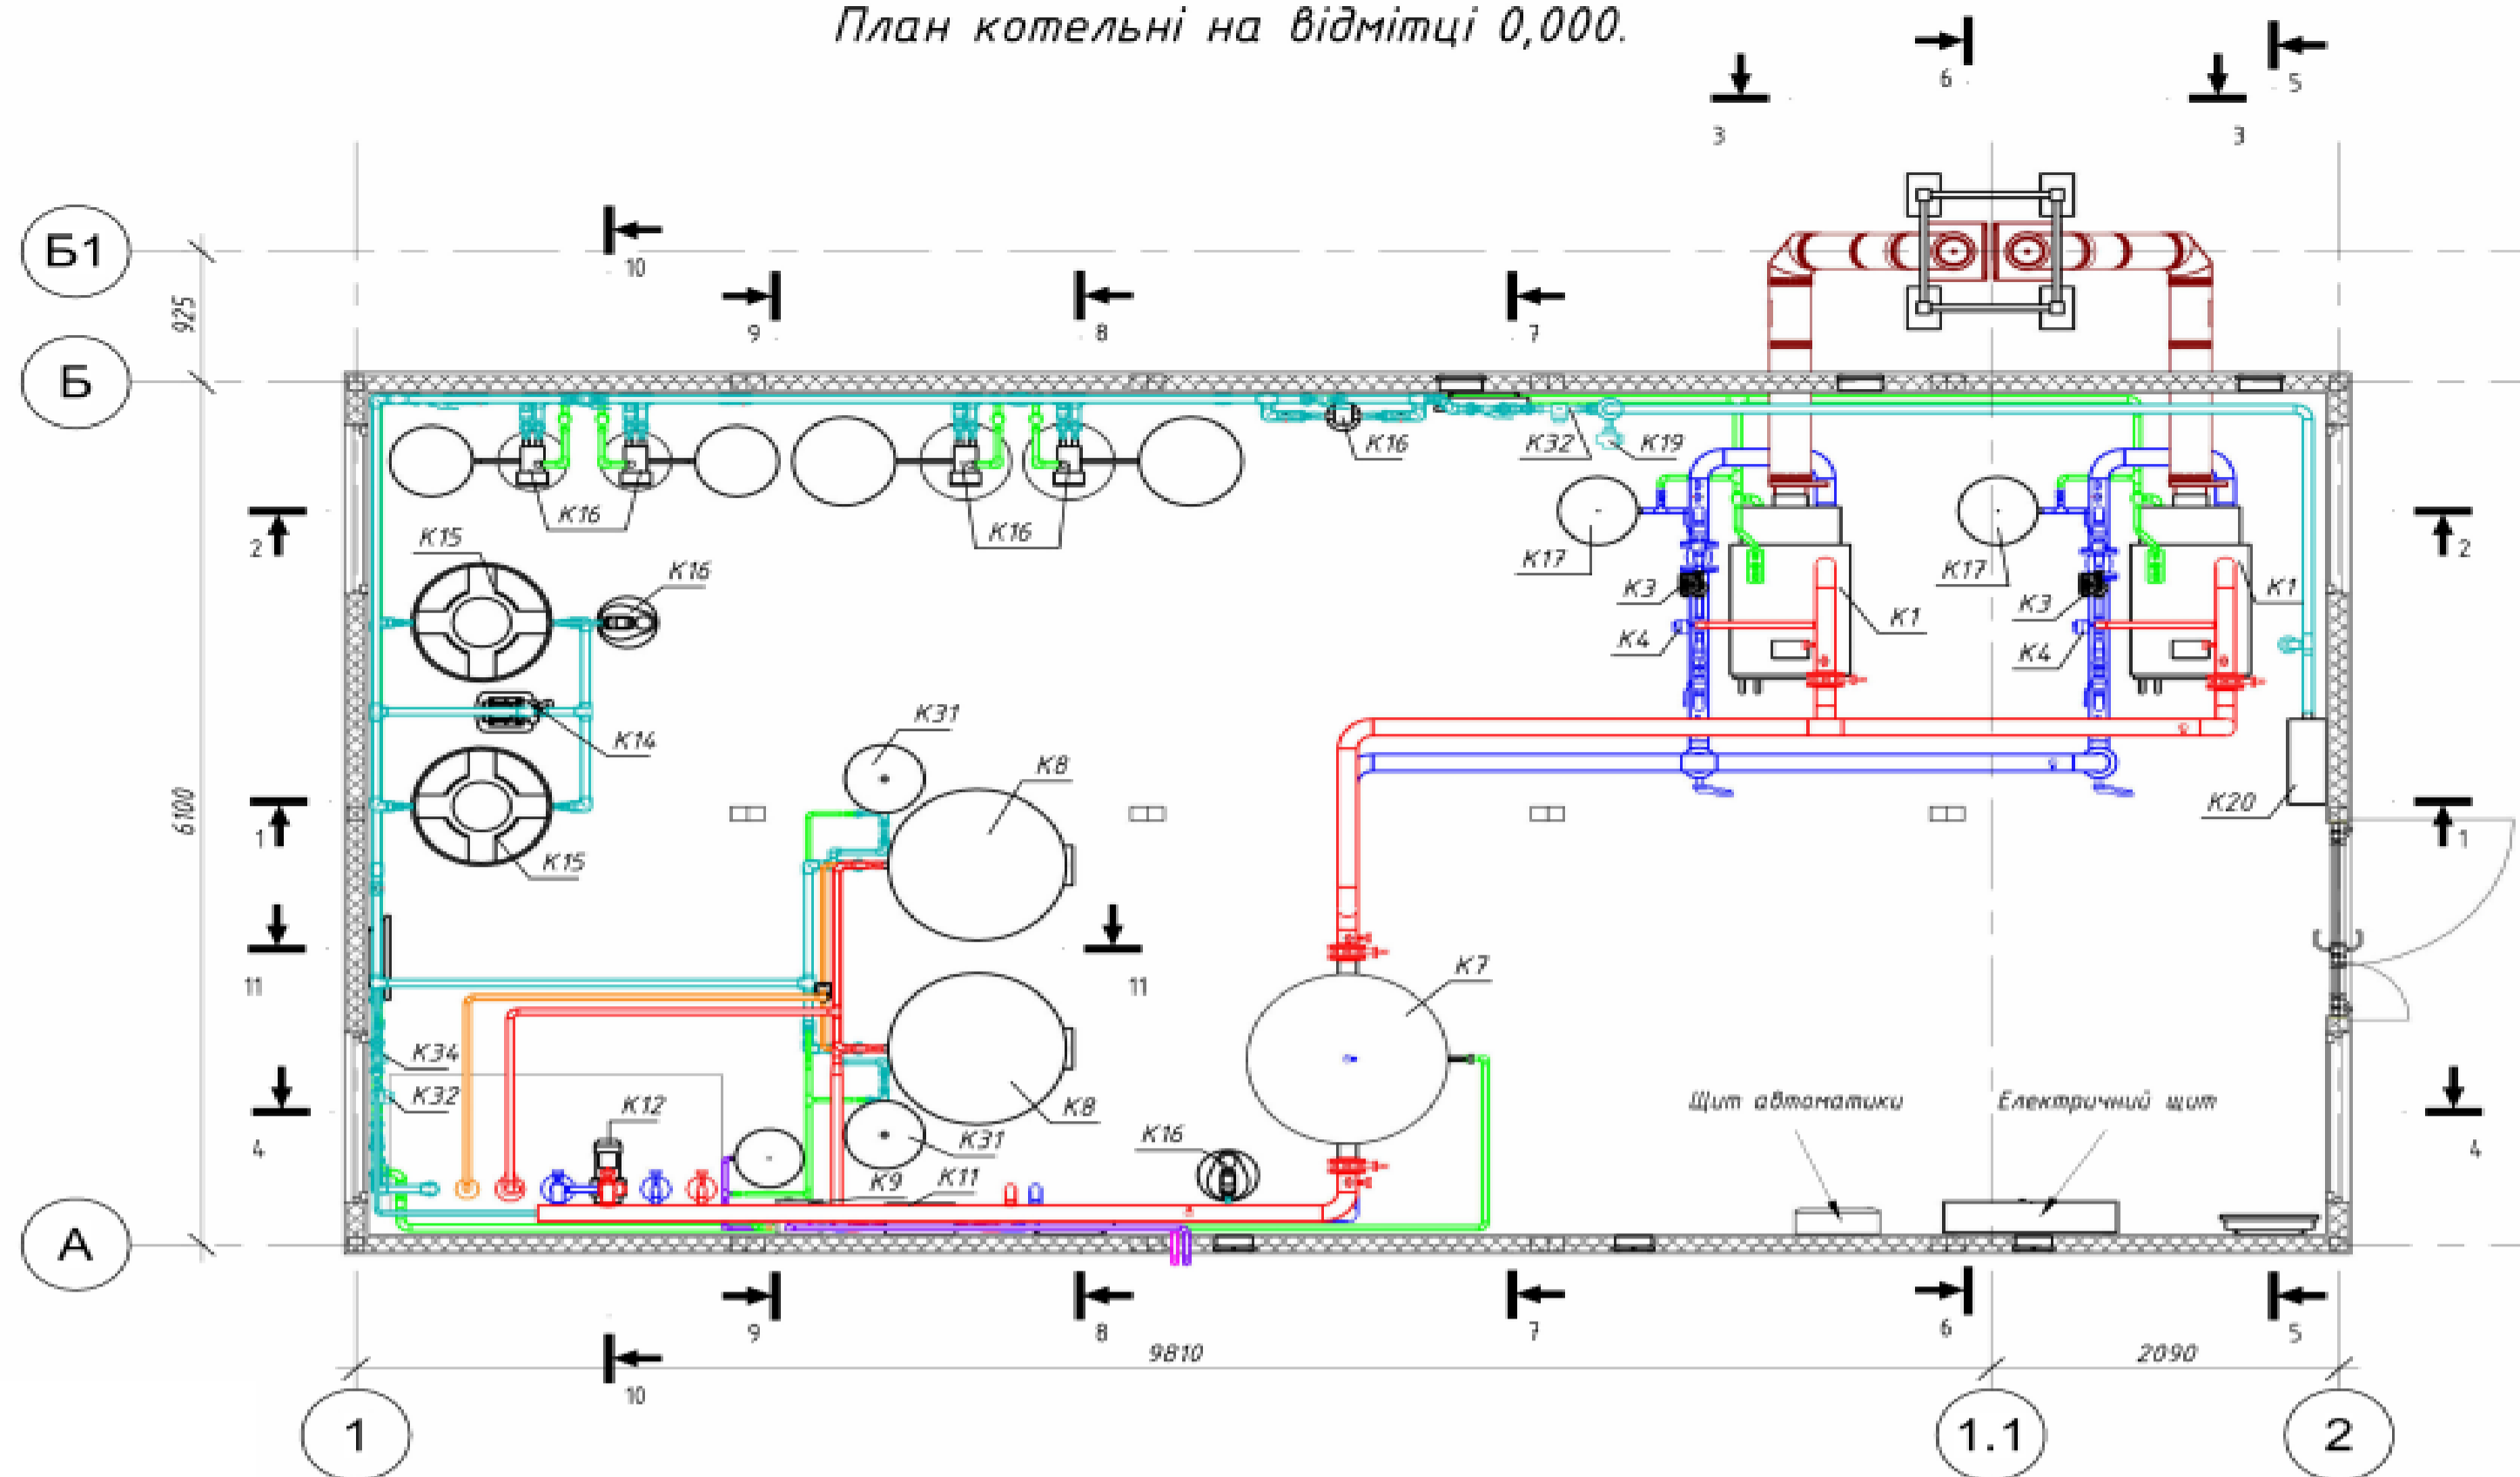 План котельні на відмітці 0,000.
6
5
3
3
Б1
10
925
9
8
7
Б
К16
К32
К19
К16
К16
К15
2
К17
К17
2
К16
К3
К3
К1
К1
К4
К4
К31
К14
К8
К20
6100
1
1
К15
К7
11
11
К34
К32
К12
К8
Щит автоматики
Електричний щит
К16
К31
4
4
К9
К11
А
9
8
7
6
5
9810
2090
10
1
1.1
2